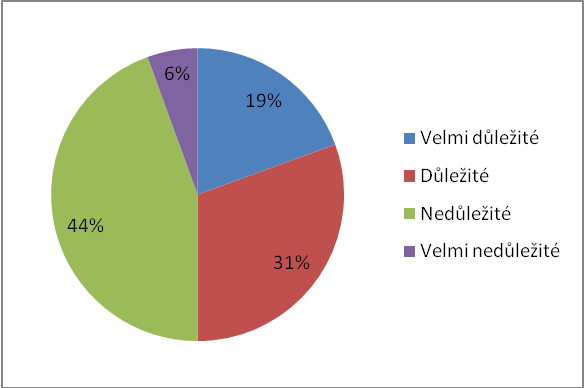 6%
19%
44%
31%
Velmi důležité
Důležité
Nedůležité
Velmi nedůležité